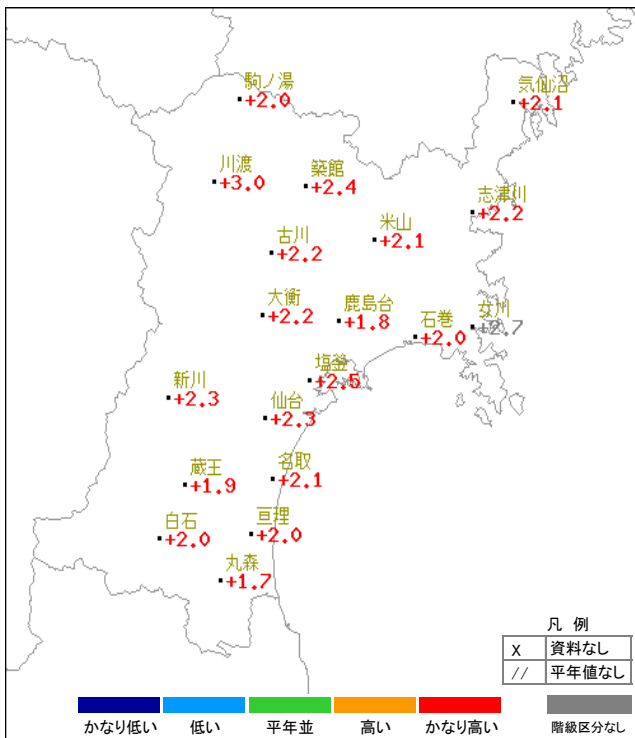 駒ノ湯
+2.0
気仙沼
+2.1
川渡
+3.0
築館
+2.4
志津川
+2.2
米山
+2.1
古川
+2.2
大衡
+2.2
鹿島台
+1.8
石巻
+2.0
女川
+2.7
塩釜
+2.5
新川
+2.3
仙台
+2.3
蔵王
+1.9
名取
+2.1
白石
+2.0
亘理
+2.0
丸森
+1.7
凡 例
X 資料なし
// 平年値なし
かなり低い 低い 平年並 高い かなり高い 階級区分なし